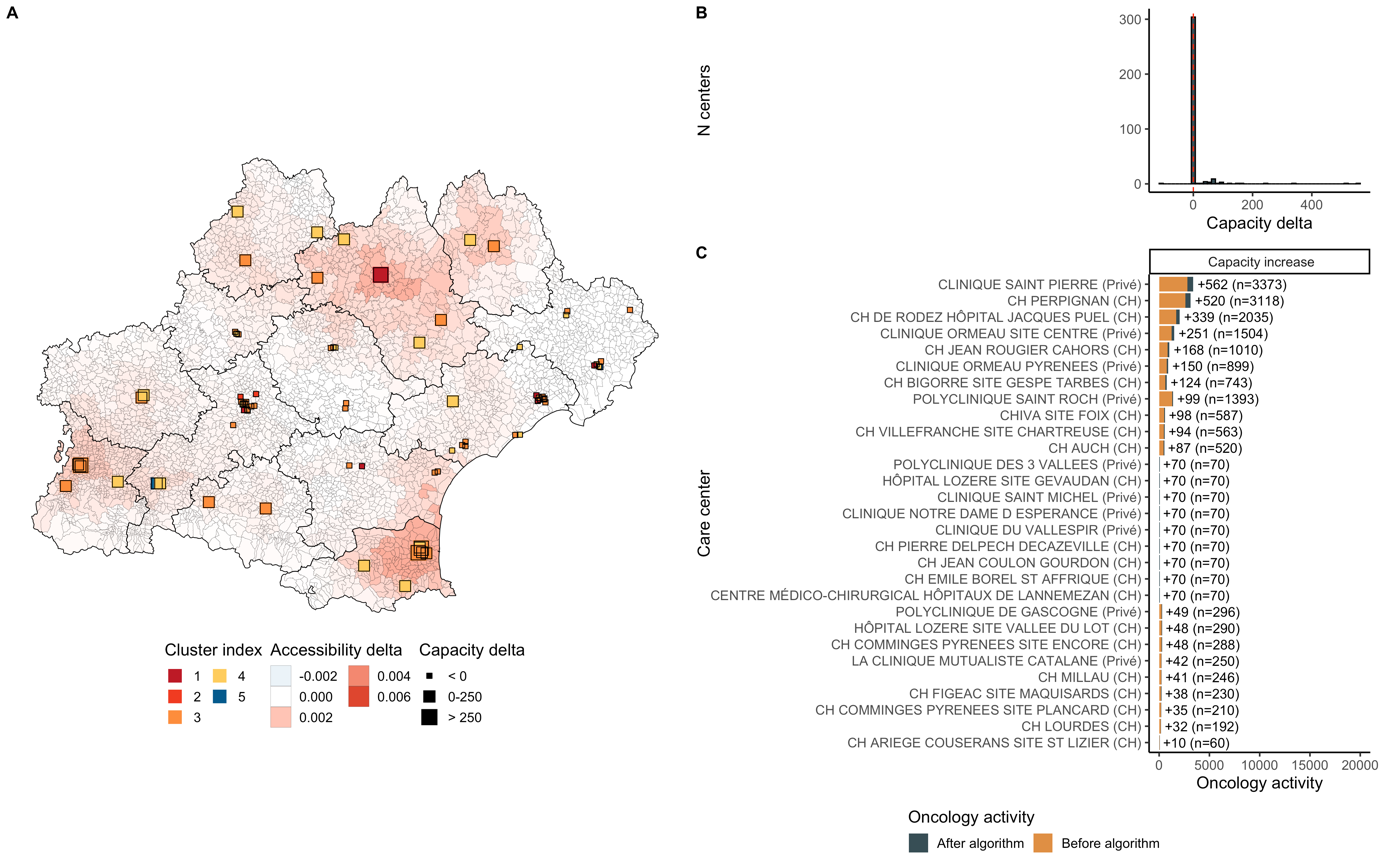 A
Cluster index
1
2
3
4
5
Accessibility delta
-0.002
0.000
0.002
0.004
0.006
Capacity delta
< 0
0-250
> 250
B
N centers
300
200
100
0
0
200
400
Capacity delta
C
Capacity increase
Care center
CLINIQUE SAINT PIERRE (Privé) +562 (n=3373)
CH PERPIGNAN (CH) +520 (n=3118)
CH DE RODEZ HÔPITAL JACQUES PUEL (CH) +339 (n=2035)
CLINIQUE ORMEAU SITE CENTRE (Privé) +251 (n=1504)
CH JEAN ROUGIER CAHORS (CH) +168 (n=1010)
CLINIQUE ORMEAU PYRENEES (Privé) +150 (n=899)
CH BIGORRE SITE GESPE TARBES (CH) +124 (n=743)
POLYCLINIQUE SAINT ROCH (Privé) +99 (n=1393)
CHIVA SITE FOIX (CH) +98 (n=587)
CH VILLEFRANCHE SITE CHARTREUSE (CH) +94 (n=563)
CH AUCH (CH) +87 (n=520)
POLYCLINIQUE DES 3 VALLEES (Privé) +70 (n=70)
HÔPITAL LOZERE SITE GEVAUDAN (CH) +70 (n=70)
CLINIQUE SAINT MICHEL (Privé) +70 (n=70)
CLINIQUE NOTRE DAME D ESPERANCE (Privé) +70 (n=70)
CLINIQUE DU VALLESPIR (Privé) +70 (n=70)
CH PIERRE DELPECH DECAZEVILLE (CH) +70 (n=70)
CH JEAN COULON GOURDON (CH) +70 (n=70)
CH EMILE BOREL ST AFFRIQUE (CH) +70 (n=70)
CENTRE MÉDICO-CHIRURGICAL HÔPITAUX DE LANNEMEZAN (CH) +70 (n=70)
POLYCLINIQUE DE GASCOGNE (Privé) +49 (n=296)
HÔPITAL LOZERE SITE VALLEE DU LOT (CH) +48 (n=290)
CH COMMINGES PYRENEES SITE ENCORE (CH) +48 (n=288)
LA CLINIQUE MUTUALISTE CATALANE (Privé) +42 (n=250)
CH MILLAU (CH) +41 (n=246)
CH FIGEAC SITE MAQUISARDS (CH) +38 (n=230)
CH COMMINGES PYRENEES SITE PLANCARD (CH) +35 (n=210)
CH LOURDES (CH) +32 (n=192)
CH ARIEGE COUSERANS SITE ST LIZIER (CH) +10 (n=60)
0
5000
10000
15000
20000
Oncology activity
Oncology activity
After algorithm
Before algorithm